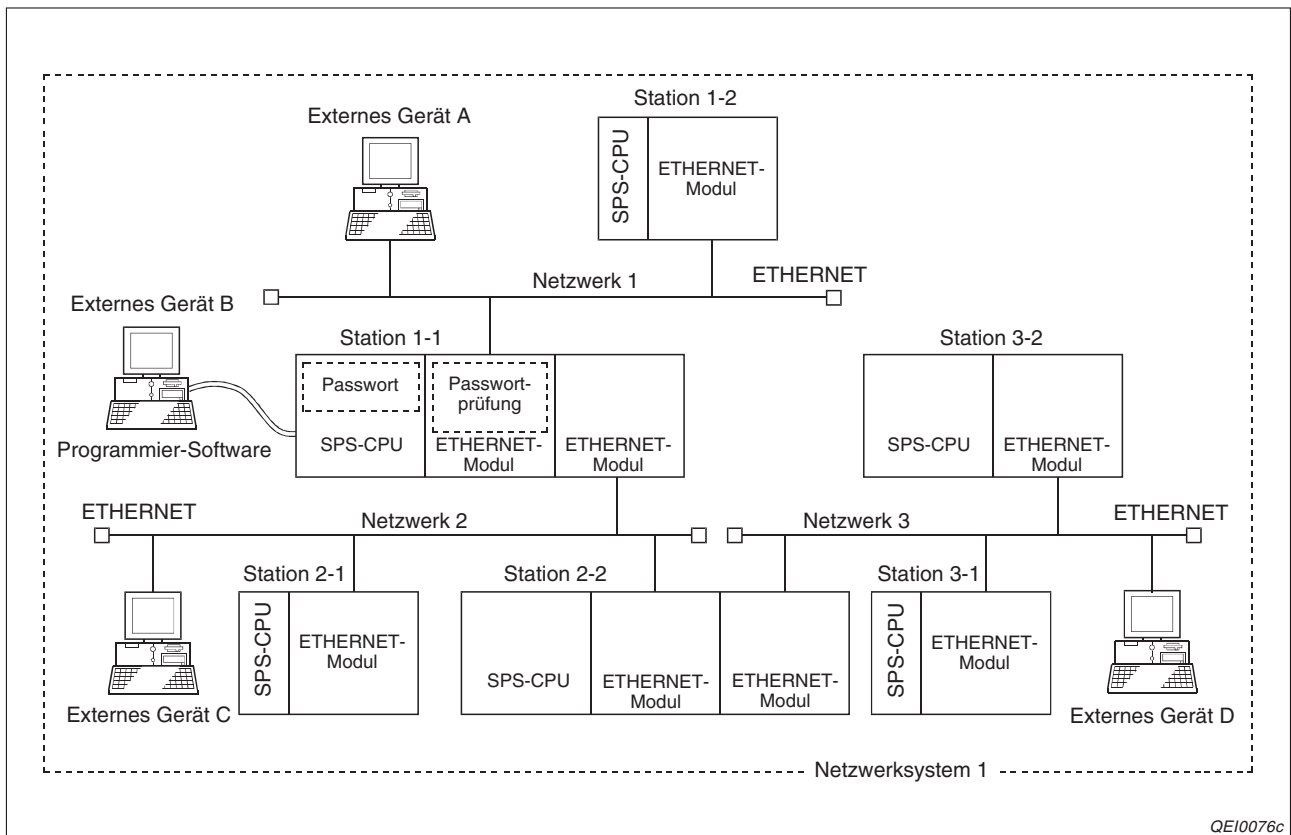 Station 1-2
Externes Gerät A
SPS-CPU
ETHERNET-
Modul
Netzwerk 1
ETHERNET
Externes Gerät B
Programmier-Software
Station 1-1
Passwort
SPS-CPU
Passwort-
prüfung
ETHERNET-
Modul
ETHERNET-
Modul
Station 3-2
SPS-CPU
ETHERNET-
Modul
ETHERNET
Netzwerk 2
Netzwerk 3
ETHERNET
Externes Gerät C
Station 2-1
SPS-CPU
ETHERNET-
Modul
Station 2-2
SPS-CPU
ETHERNET-
Modul
ETHERNET-
Modul
Station 3-1
SPS-CPU
ETHERNET-
Modul
Externes Gerät D
Netzwerksystem 1
QEI0076c